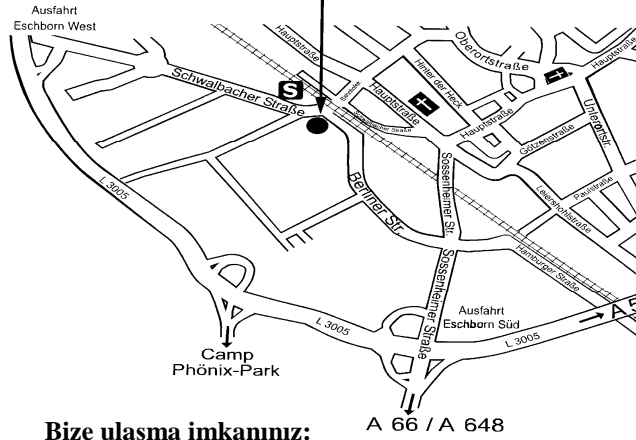 Ausfahrt
Eschborn West
Hauptstraße
Oberortstraße
Hauptstraße
Hinter der Heck
S
Schwalbacher Straße
Hauptstraße
Unterortstr.
Hauptstraße
Götzenstraße
Paulstraße
L 3005
Berliner Str.
Sossenheimer Str.
Hamburger Straße
Ausfahrt
Eschborn Süd
A 5
Sossenheimer Straße
L 3005
L 3005
Camp
Phönix-Park
A 66 / A 648
Bize ulasma imkanınız: